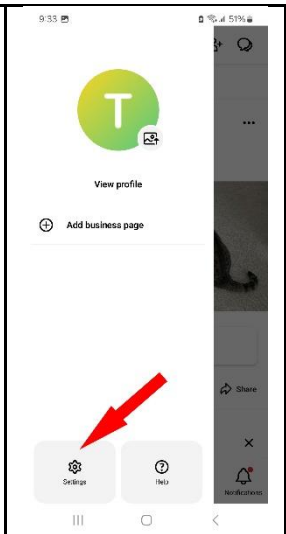 9:33 51%
T
View profile
Add business page
Share
Settings Help
Notifications